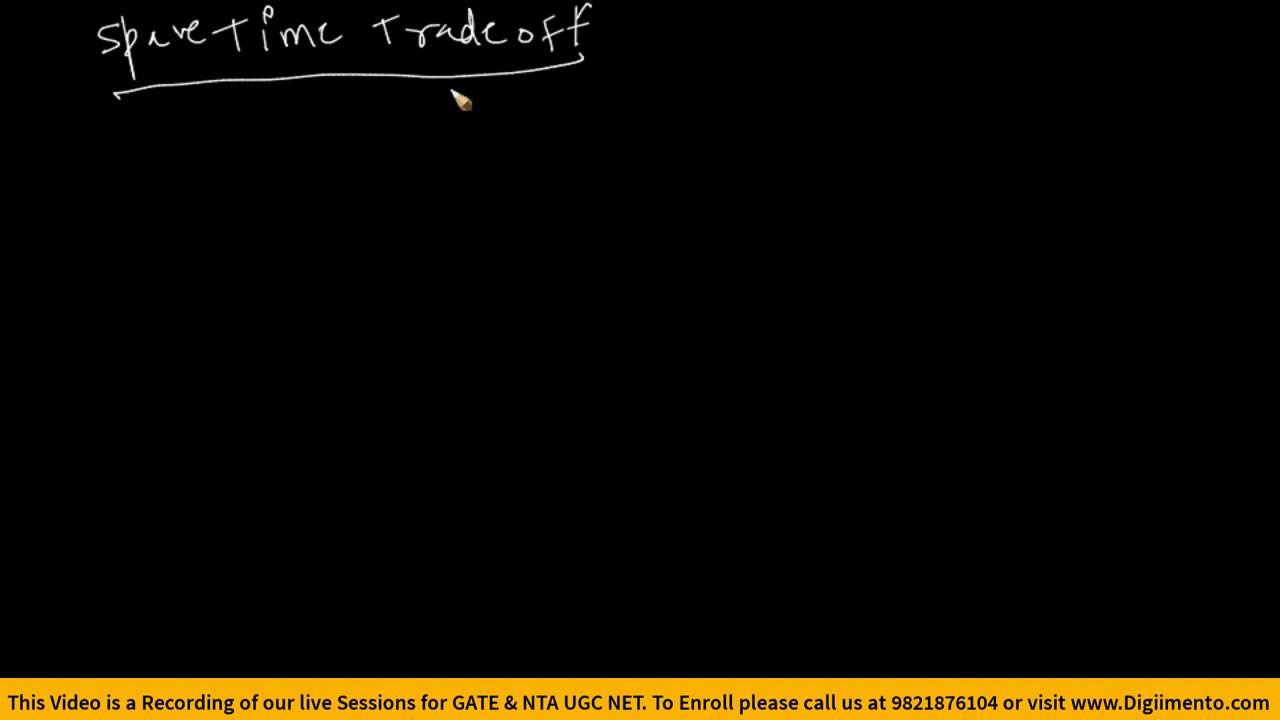 space time tradeoff
This Video is a Recording of our live Sessions for GATE & NTA UGC NET. To Enroll please call us at 9821876104 or visit www.Digiimento.com